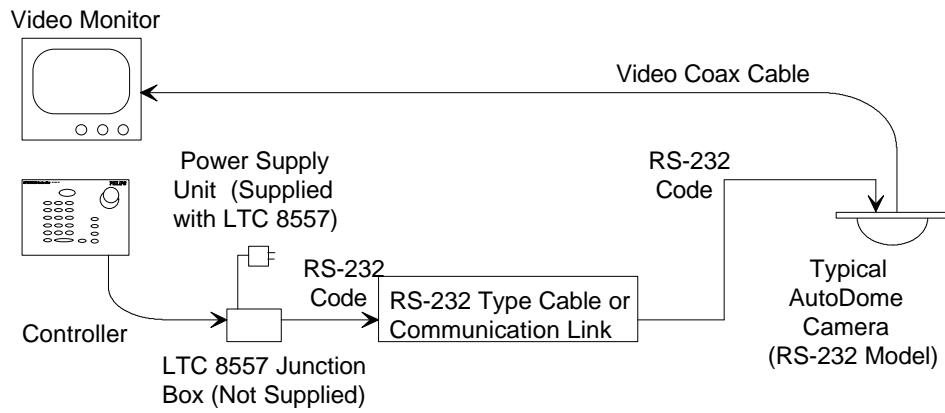 Video Monitor
Video Coax Cable
Power Supply
Unit (Supplied
with LTC 8557)
RS-232
Code
PHILIPS
RS-232
Code
RS-232 Type Cable or
Communication Link
Controller
LTC 8557 Junction
Box (Not Supplied)
Typical
AutoDome
Camera
(RS-232 Model)